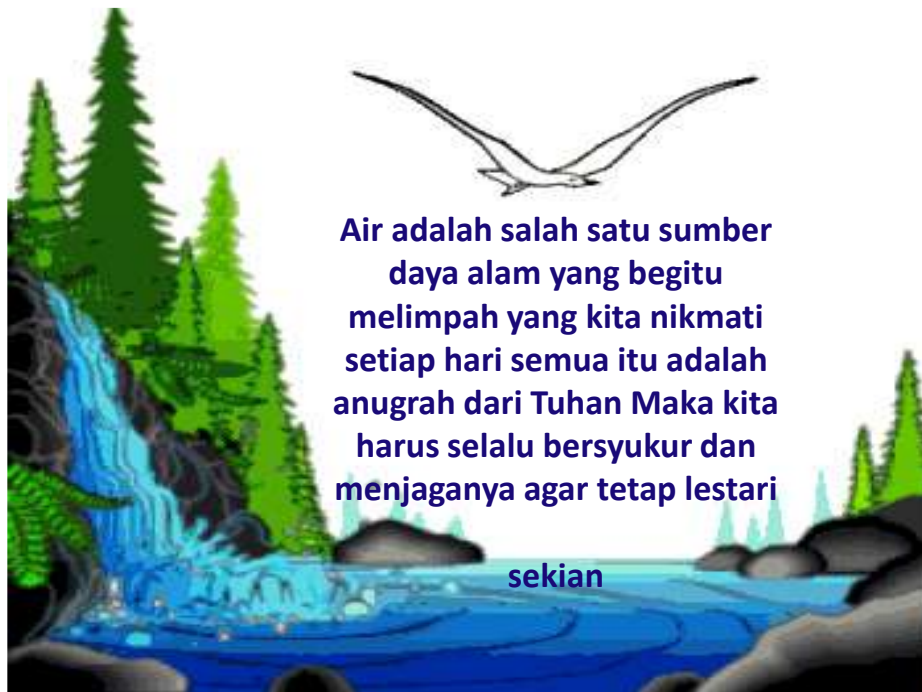 Air adalah salah satu sumber
daya alam yang begitu
melimpah yang kita nikmati
setiap hari semua itu adalah
anugrah dari Tuhan Maka kita
harus selalu bersyukur dan
menjaganya agar tetap lestari
sekian